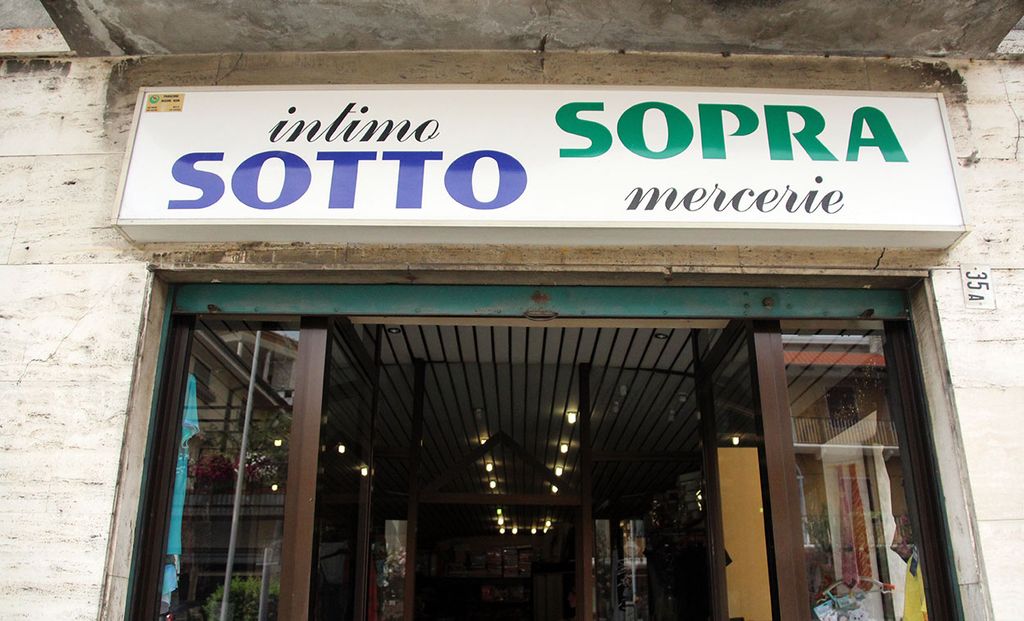 intimo
SOTTO
SOPRA
mercerie
35A